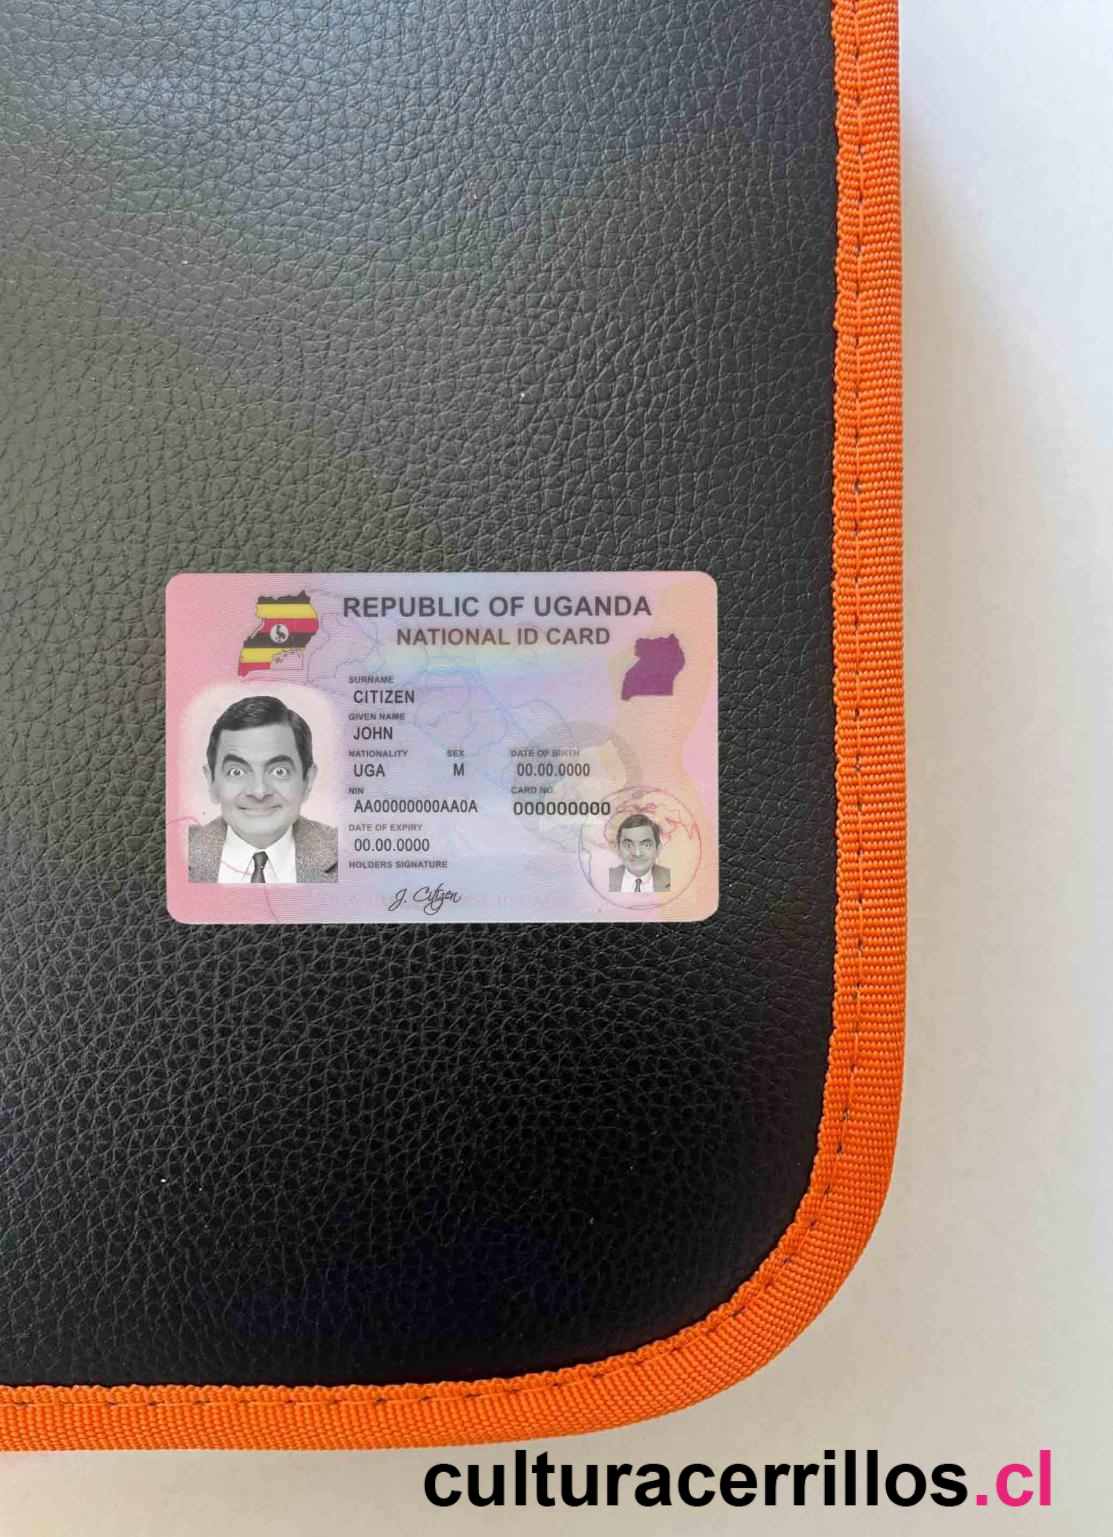 REPUBLIC OF UGANDA
NATIONAL ID CARD
SURNAME
CITIZEN
GIVEN NAME
JOHN
NATIONALITY SEX DATE OF BIRTH
UGA M 00.00.0000
NIN CARD NO.
AA00000000AA0A 000000000
DATE OF EXPIRY
00.00.0000
HOLDERS SIGNATURE
J. Citizen
culturacerrillos.cl